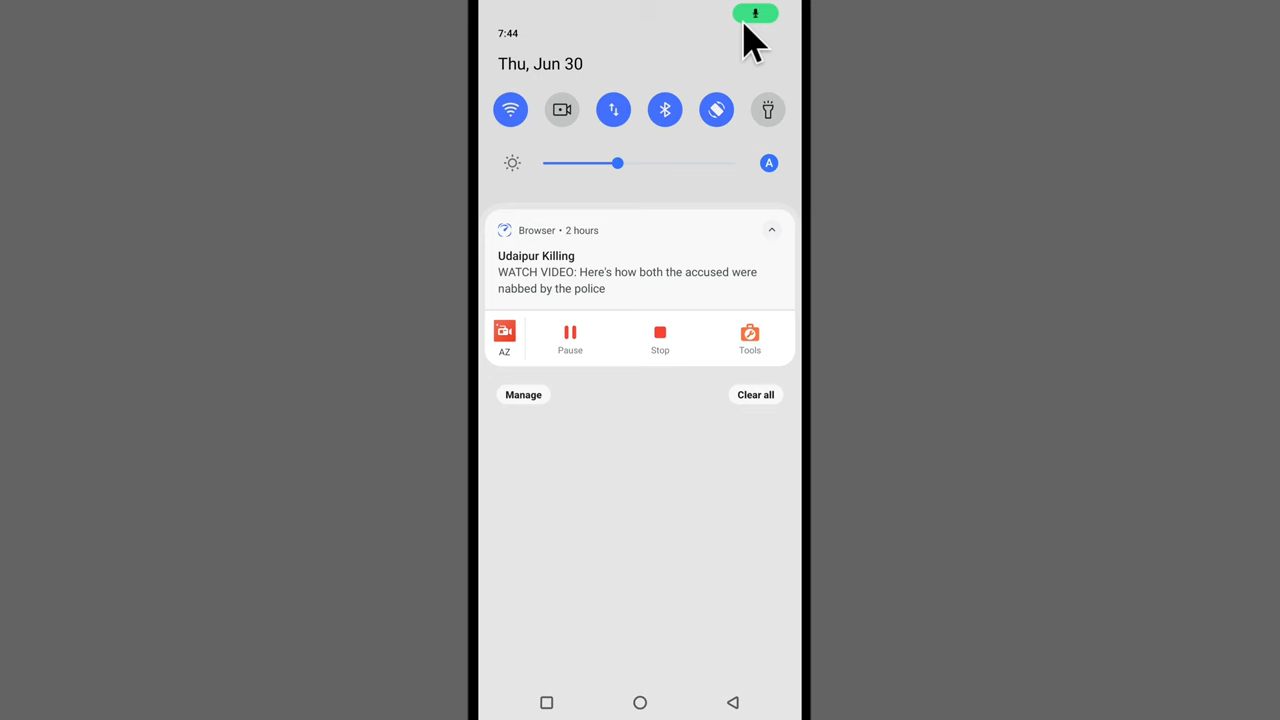 7:44
Thu, Jun 30
A
Browser • 2 hours
Udaipur Killing
WATCH VIDEO: Here's how both the accused were
nabbed by the police
AZ
Pause
Stop
Tools
Manage
Clear all